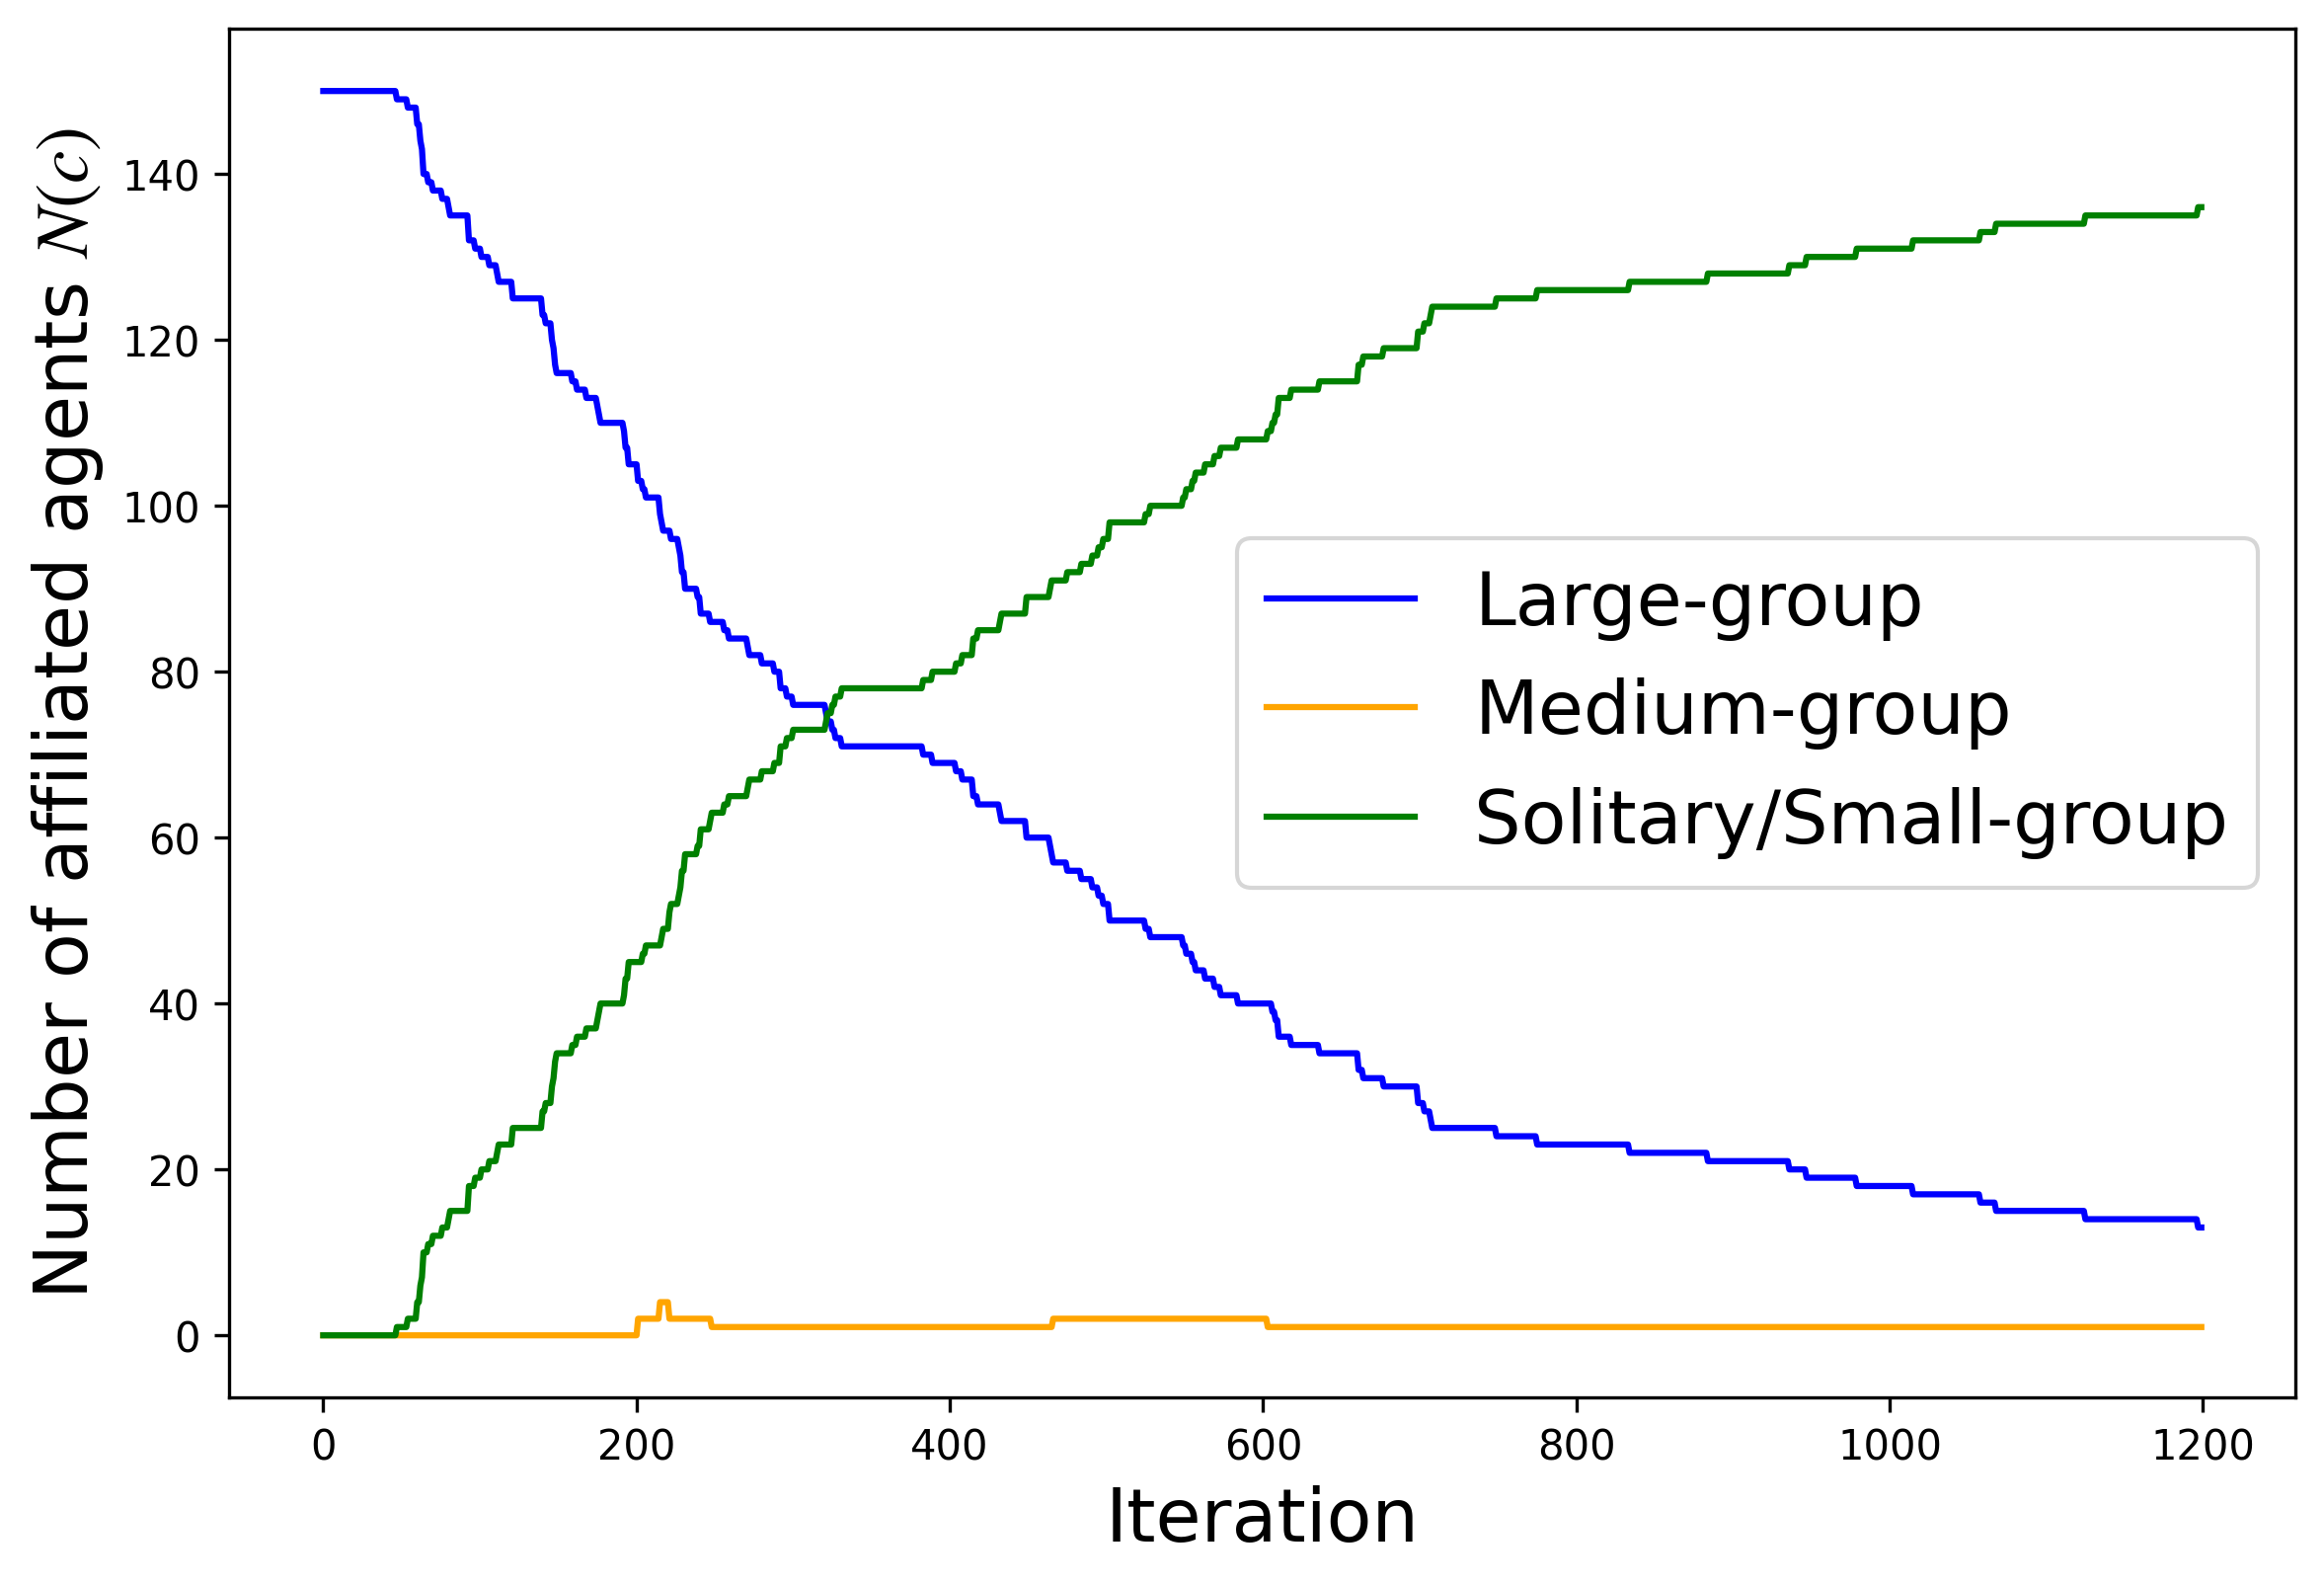 Number of affiliated agents N(c)
140
120
100
80
60
40
20
0
Large-group
Medium-group
Solitary/Small-group
0 200 400 600 800 1000 1200
Iteration